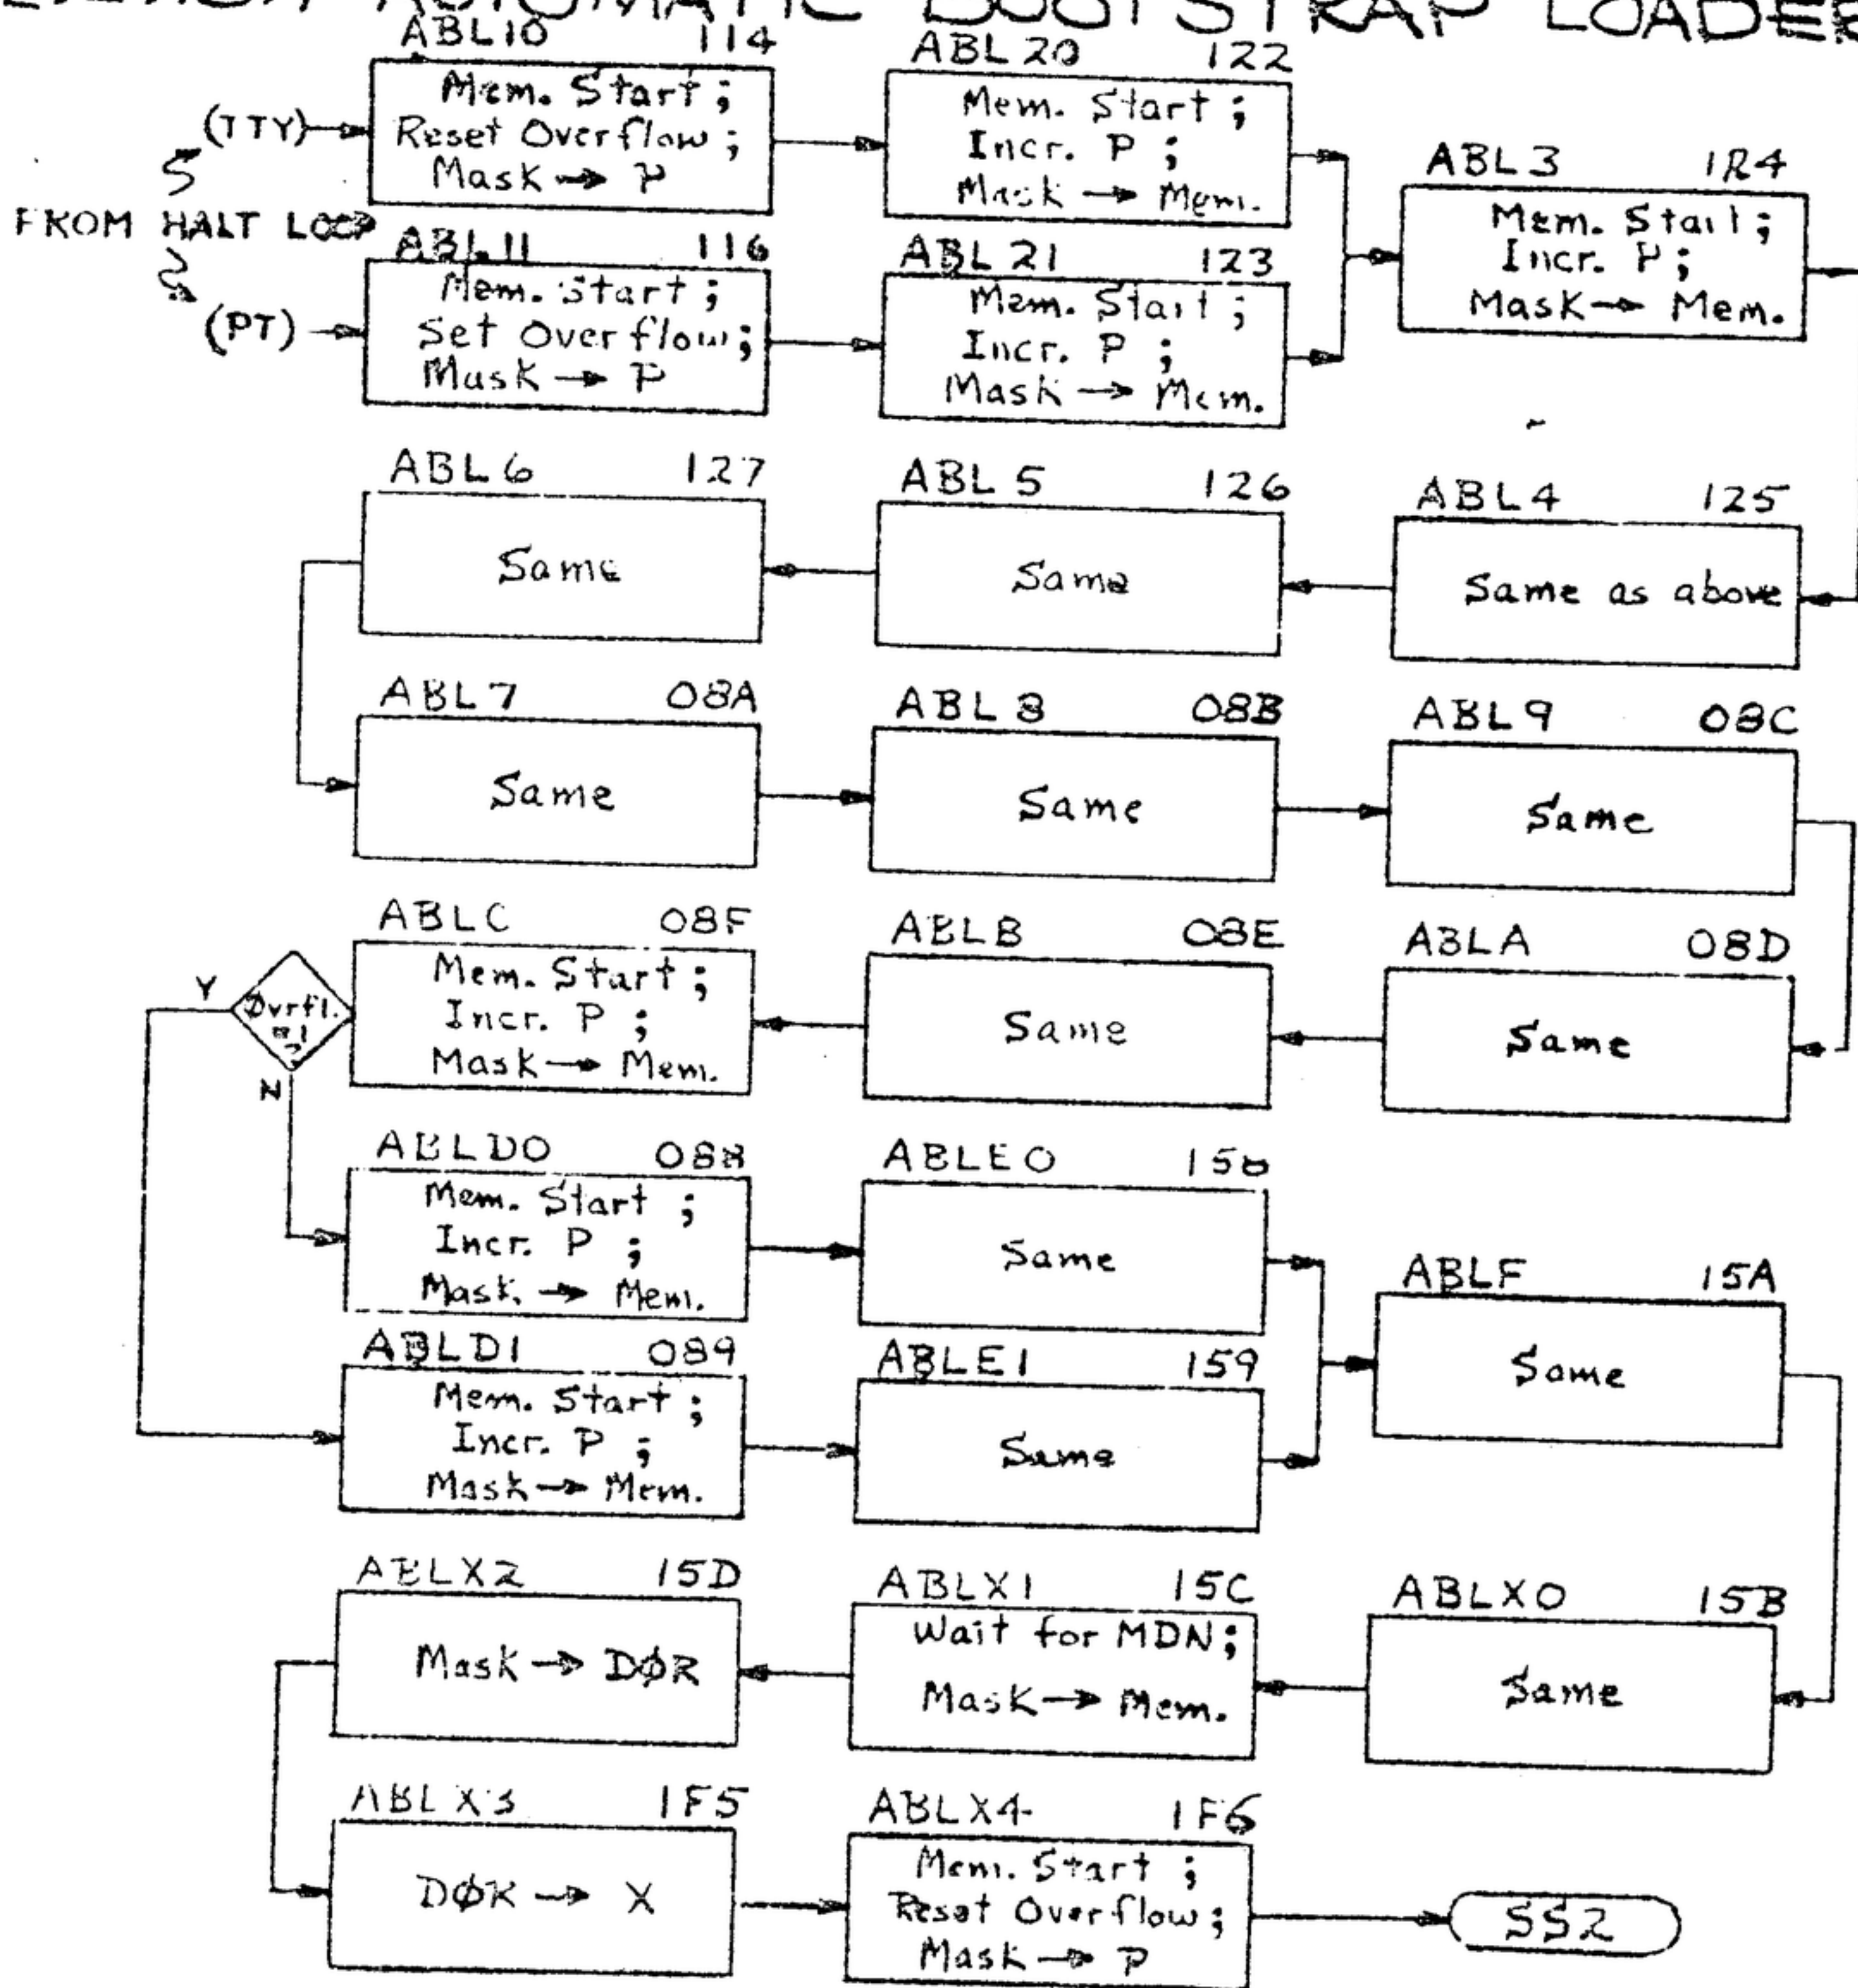 AUTOMATIC BOOTSTRAP LOADER
ABL10 114
Mem. Start ;
Reset Overflow ;
Mask → P
ABL20 122
Mem. Start ;
Incr. P ;
Mask → Mem.
(TTY)
FROM HALT LOOP
(PT)
ABL11 116
Mem. Start ;
Set Overflow ;
Mask → P
ABL21 123
Mem. Start ;
Incr. P ;
Mask → Mem.
ABL3 1R4
Mem. Start ;
Incr. P ;
Mask → Mem.
ABL6 127
Same
ABL5 126
Same
ABL4 125
Same as above
ABL7 08A
Same
ABL8 08B
Same
ABL9 08C
Same
Y
Ovrfl.
=1
?
N
ABLC 08F
Mem. Start ;
Incr. P ;
Mask → Mem.
ABLB 08E
Same
ABLA 08D
Same
ABLD0 088
Mem. Start ;
Incr. P ;
Mask → Mem.
ABLE0 158
Same
ABLF 15A
Same
ABLD1 089
Mem. Start ;
Incr. P ;
Mask → Mem.
ABLE1 159
Same
ABLX2 15D
Mask → DØR
ABLX1 15C
Wait for MDN ;
Mask → Mem.
ABLX0 15B
Same
ABLX3 1F5
DØR → X
ABLX4 1F6
Mem. Start ;
Reset Overflow ;
Mask → P
SS2